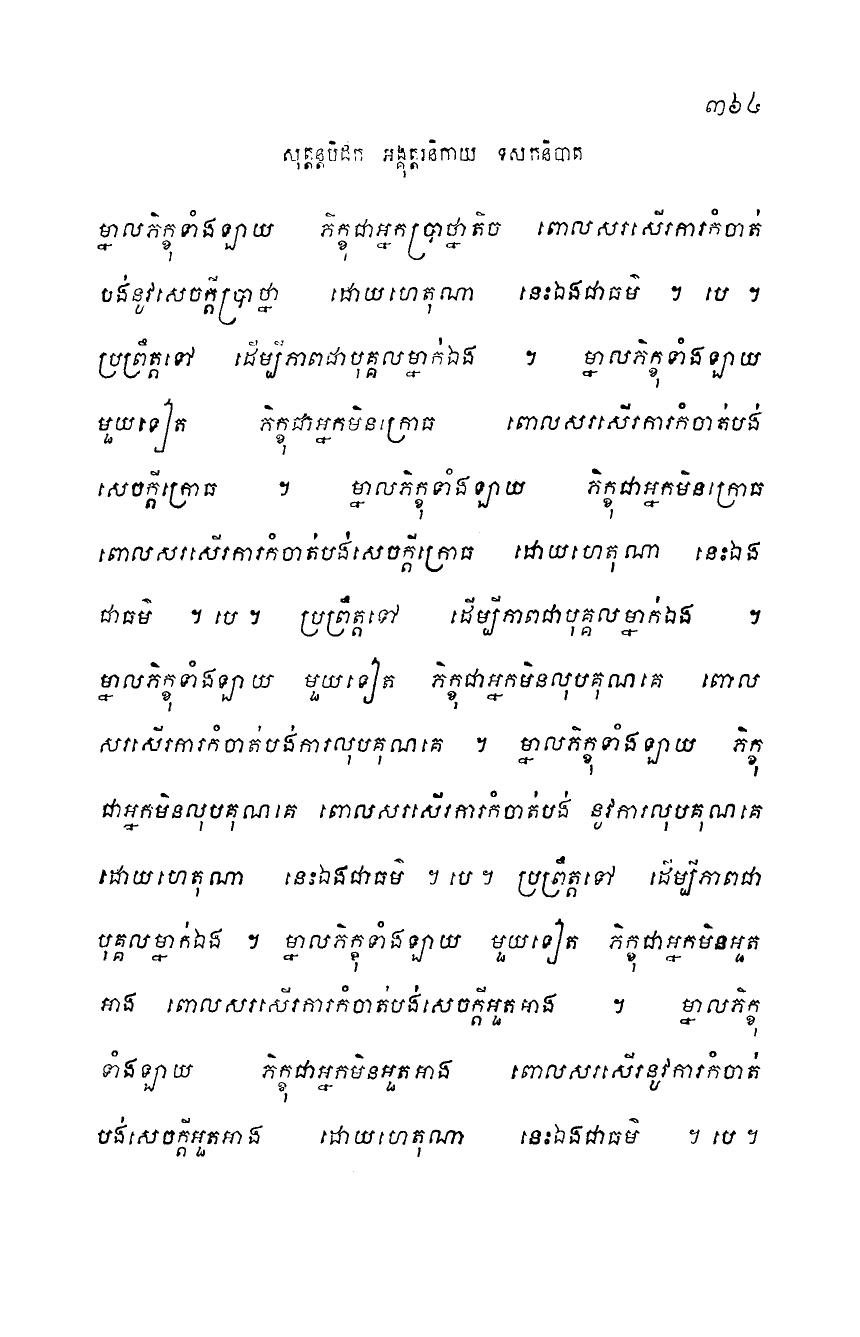 ៣៦៤
សុត្តន្តបិដក អង្គុត្តរនិកាយ ទសកនិបាត
ម្នាលភិក្ខុទាំងឡាយ ភិក្ខុជាអ្នកប្រាថ្នាតិច ពោលសរសើរការកំចាត់
បង់នូវសេចក្តីប្រាថ្នា ដោយហេតុណា នេះឯងជាធម៌ ។ បេ ។
ប្រព្រឹត្តទៅ ដើម្បីភាពជាបុគ្គលម្នាក់ឯង ។ ម្នាលភិក្ខុទាំងឡាយ
មួយទៀត ភិក្ខុជាអ្នកមិនក្រោធ ពោលសរសើរការកំចាត់បង់
សេចក្តីក្រោធ ។ ម្នាលភិក្ខុទាំងឡាយ ភិក្ខុជាអ្នកមិនក្រោធ
ពោលសរសើរការកំចាត់បង់សេចក្តីក្រោធ ដោយហេតុណា នេះឯង
ជាធម៌ ។ បេ ។ ប្រព្រឹត្តទៅ ដើម្បីភាពជាបុគ្គលម្នាក់ឯង ។
ម្នាលភិក្ខុទាំងឡាយ មួយទៀត ភិក្ខុជាអ្នកមិនលុបគុណគេ ពោល
សរសើរការកំចាត់បង់ការលុបគុណគេ ។ ម្នាលភិក្ខុទាំងឡាយ ភិក្ខុ
ជាអ្នកមិនលុបគុណគេ ពោលសរសើរការកំចាត់បង់ នូវការលុបគុណគេ
ដោយហេតុណា នេះឯងជាធម៌ ។ បេ ។ ប្រព្រឹត្តទៅ ដើម្បីភាពជា
បុគ្គលម្នាក់ឯង ។ ម្នាលភិក្ខុទាំងឡាយ មួយទៀត ភិក្ខុជាអ្នកមិនអួត
អាង ពោលសរសើរការកំចាត់បង់សេចក្តីអួតអាង ។ ម្នាលភិក្ខុ
ទាំងឡាយ ភិក្ខុជាអ្នកមិនអួតអាង ពោលសរសើរនូវការកំចាត់
បង់សេចក្តីអួតអាង ដោយហេតុណា នេះឯងជាធម៌ ។ បេ ។